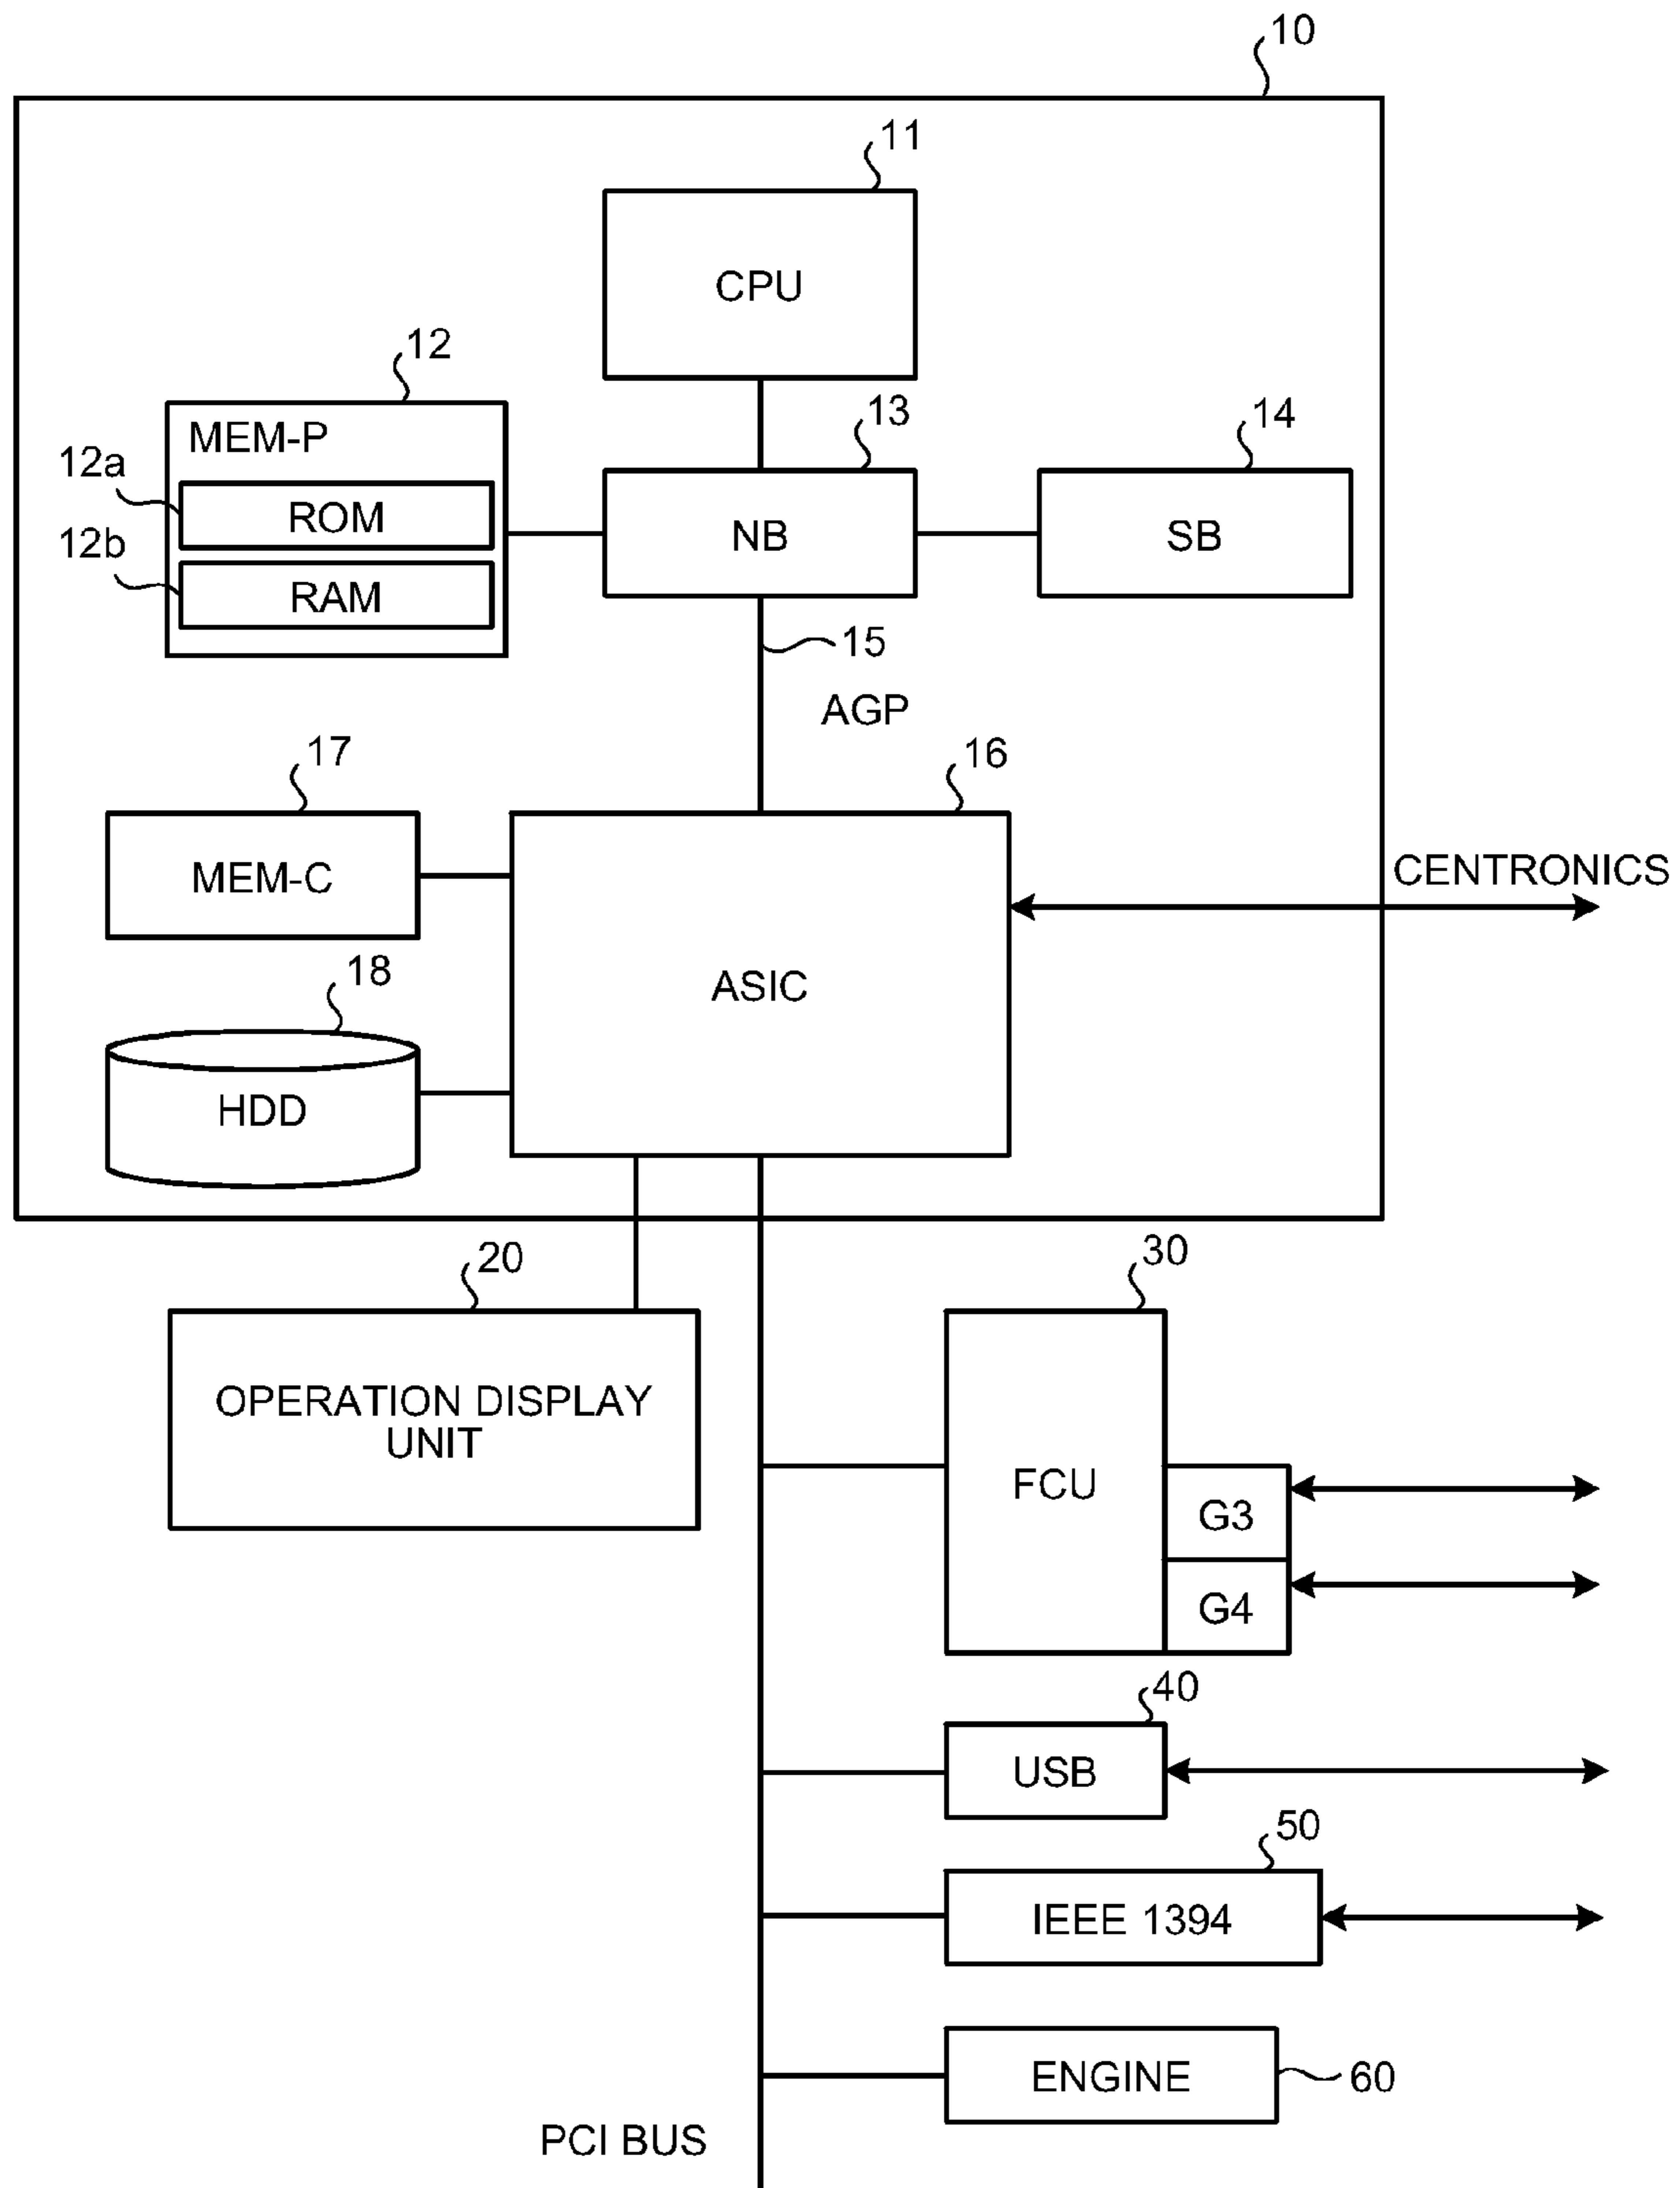 10
11
CPU
12
MEM-P
12a
ROM
12b
RAM
13
NB
14
SB
15
AGP
16
17
MEM-C
CENTRONICS
ASIC
18
HDD
20
OPERATION DISPLAY
UNIT
30
FCU
G3
G4
40
USB
50
IEEE 1394
ENGINE
60
PCI BUS